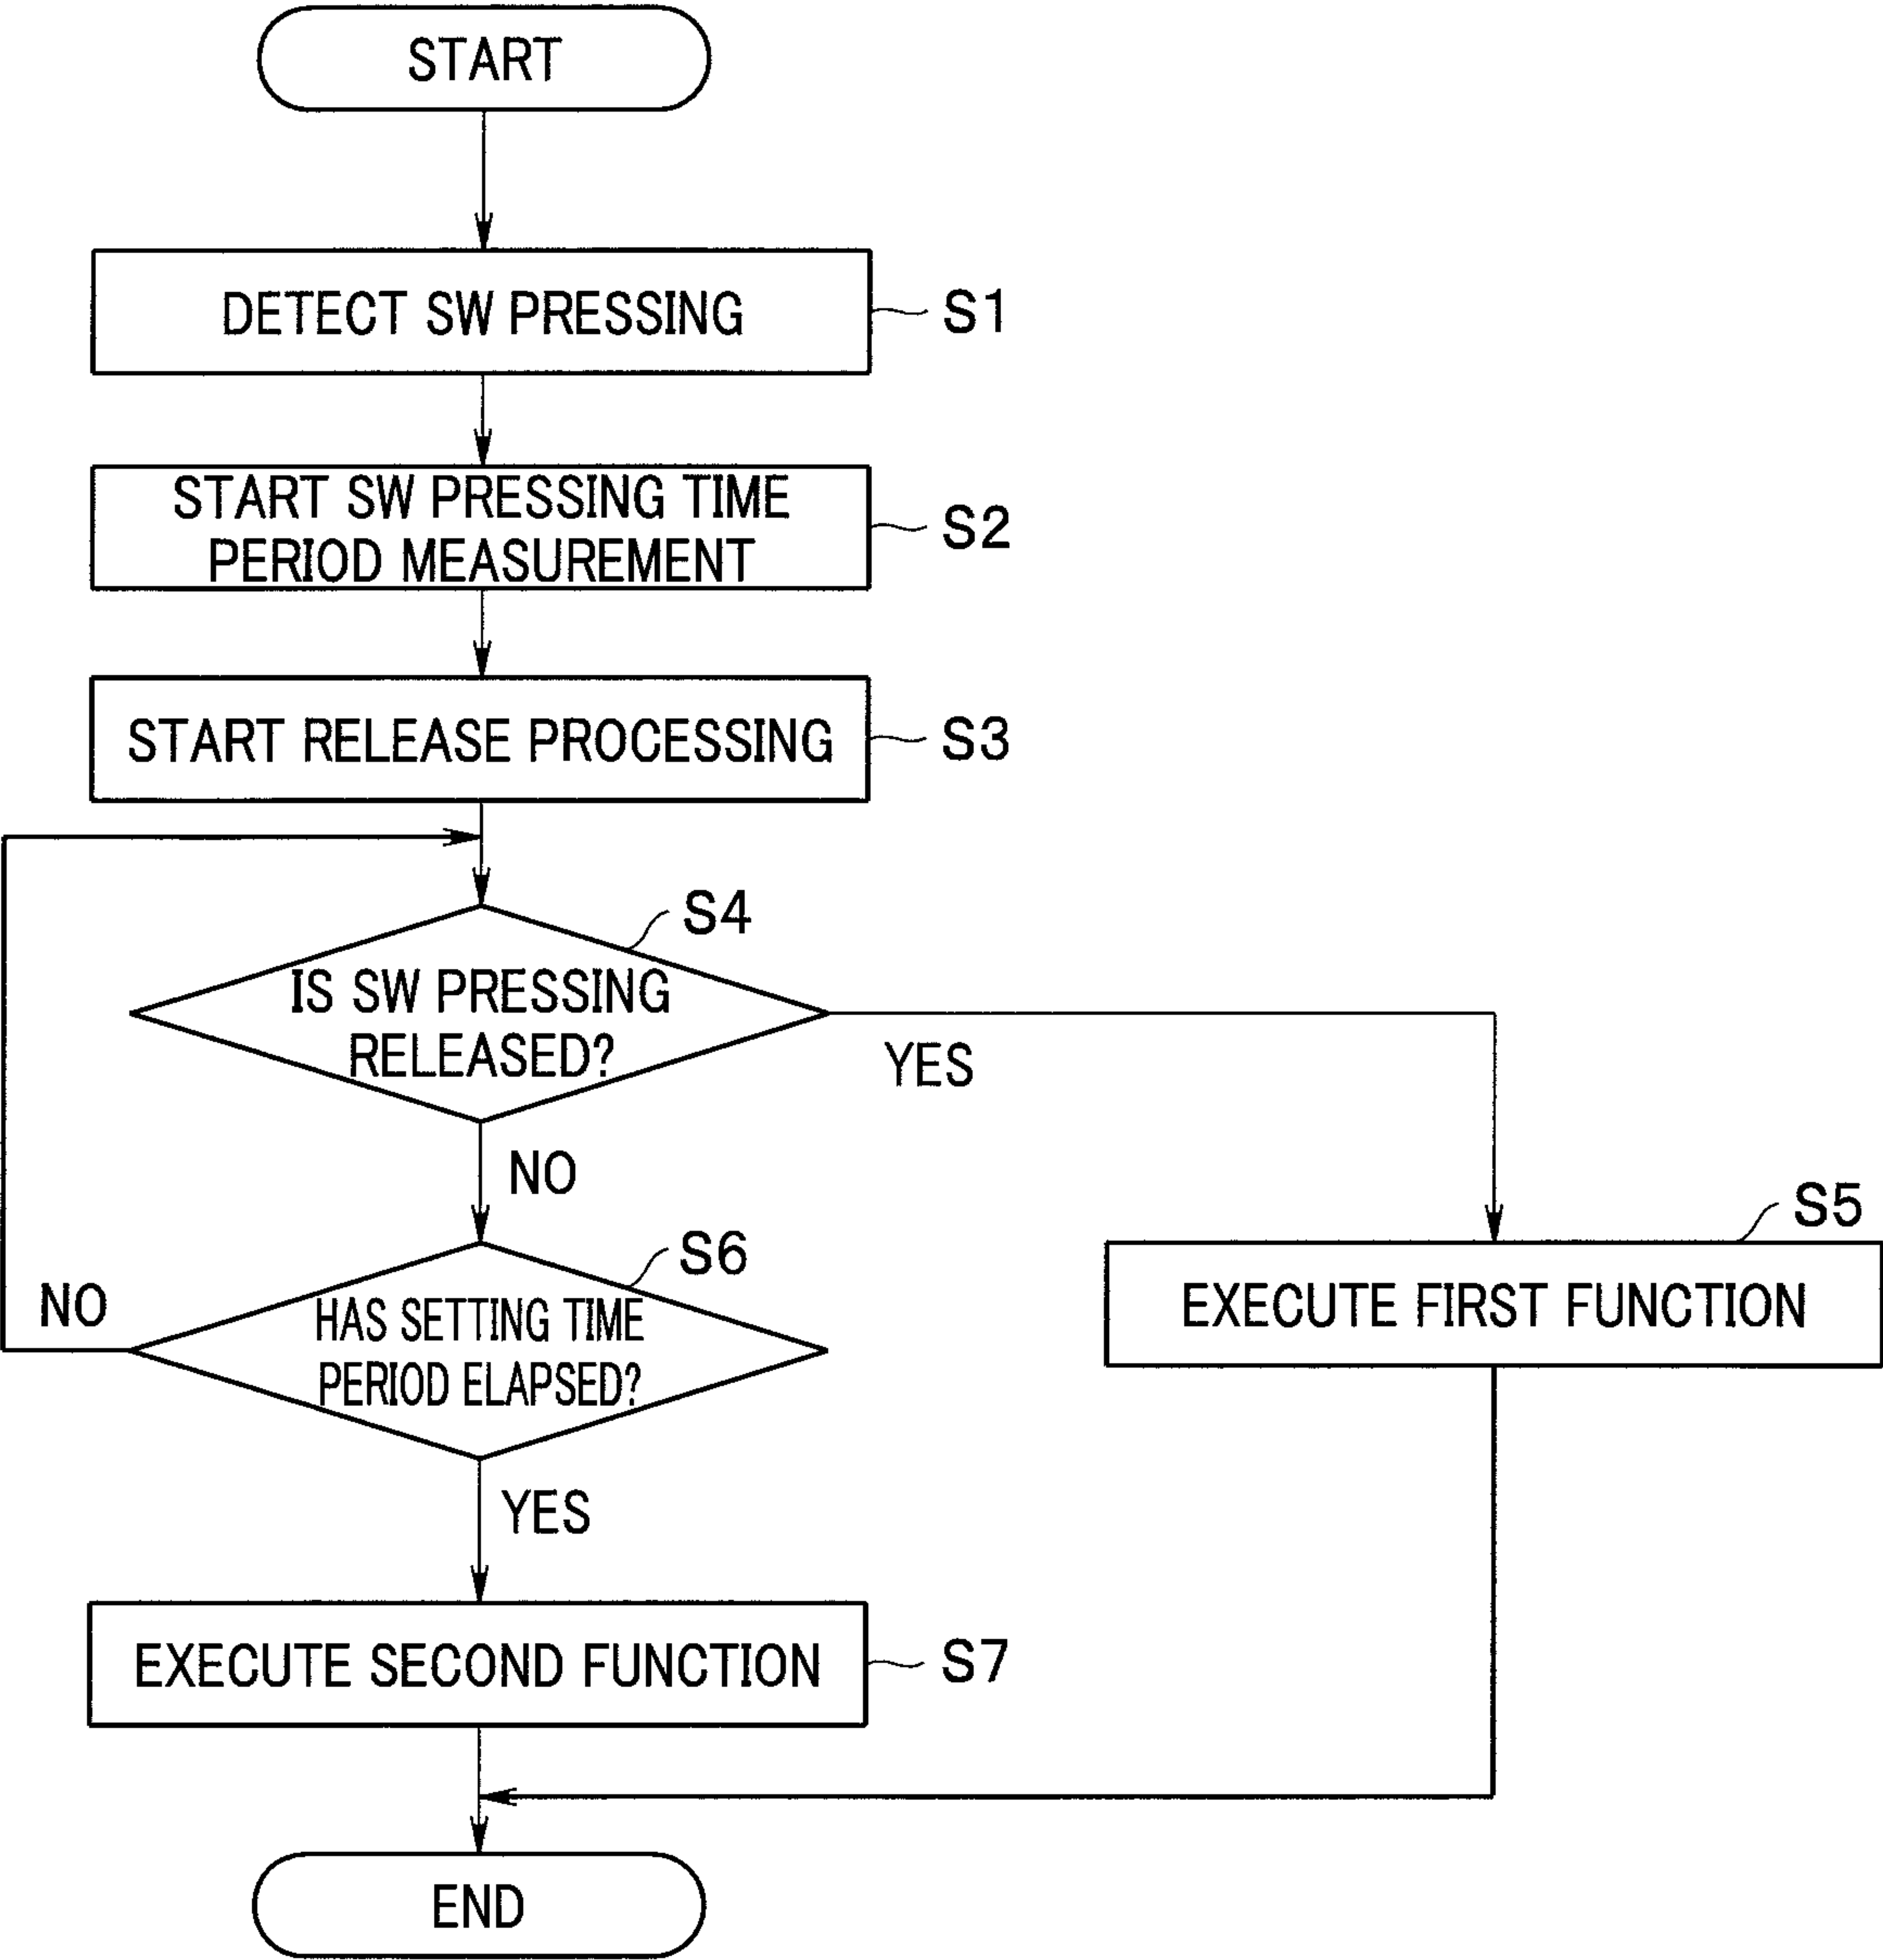 START
DETECT SW PRESSING
S1
START SW PRESSING TIME
PERIOD MEASUREMENT
S2
START RELEASE PROCESSING
S3
S4
IS SW PRESSING
RELEASED?
YES
NO
S5
EXECUTE FIRST FUNCTION
S6
HAS SETTING TIME
PERIOD ELAPSED?
NO
YES
EXECUTE SECOND FUNCTION
S7
END